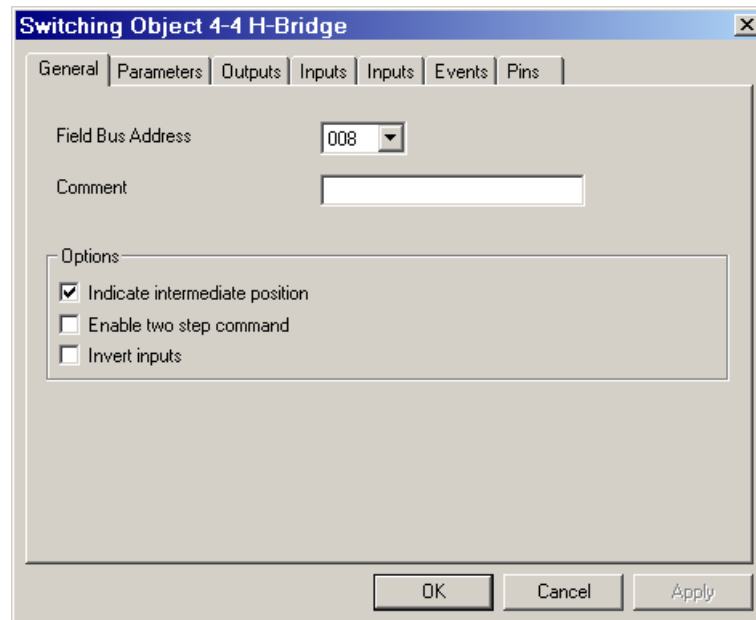 Switching Object 4-4 H-Bridge
General Parameters Outputs Inputs Inputs Events Pins
Field Bus Address 008
Comment
Options
Indicate intermediate position
Enable two step command
Invert inputs
OK Cancel Apply